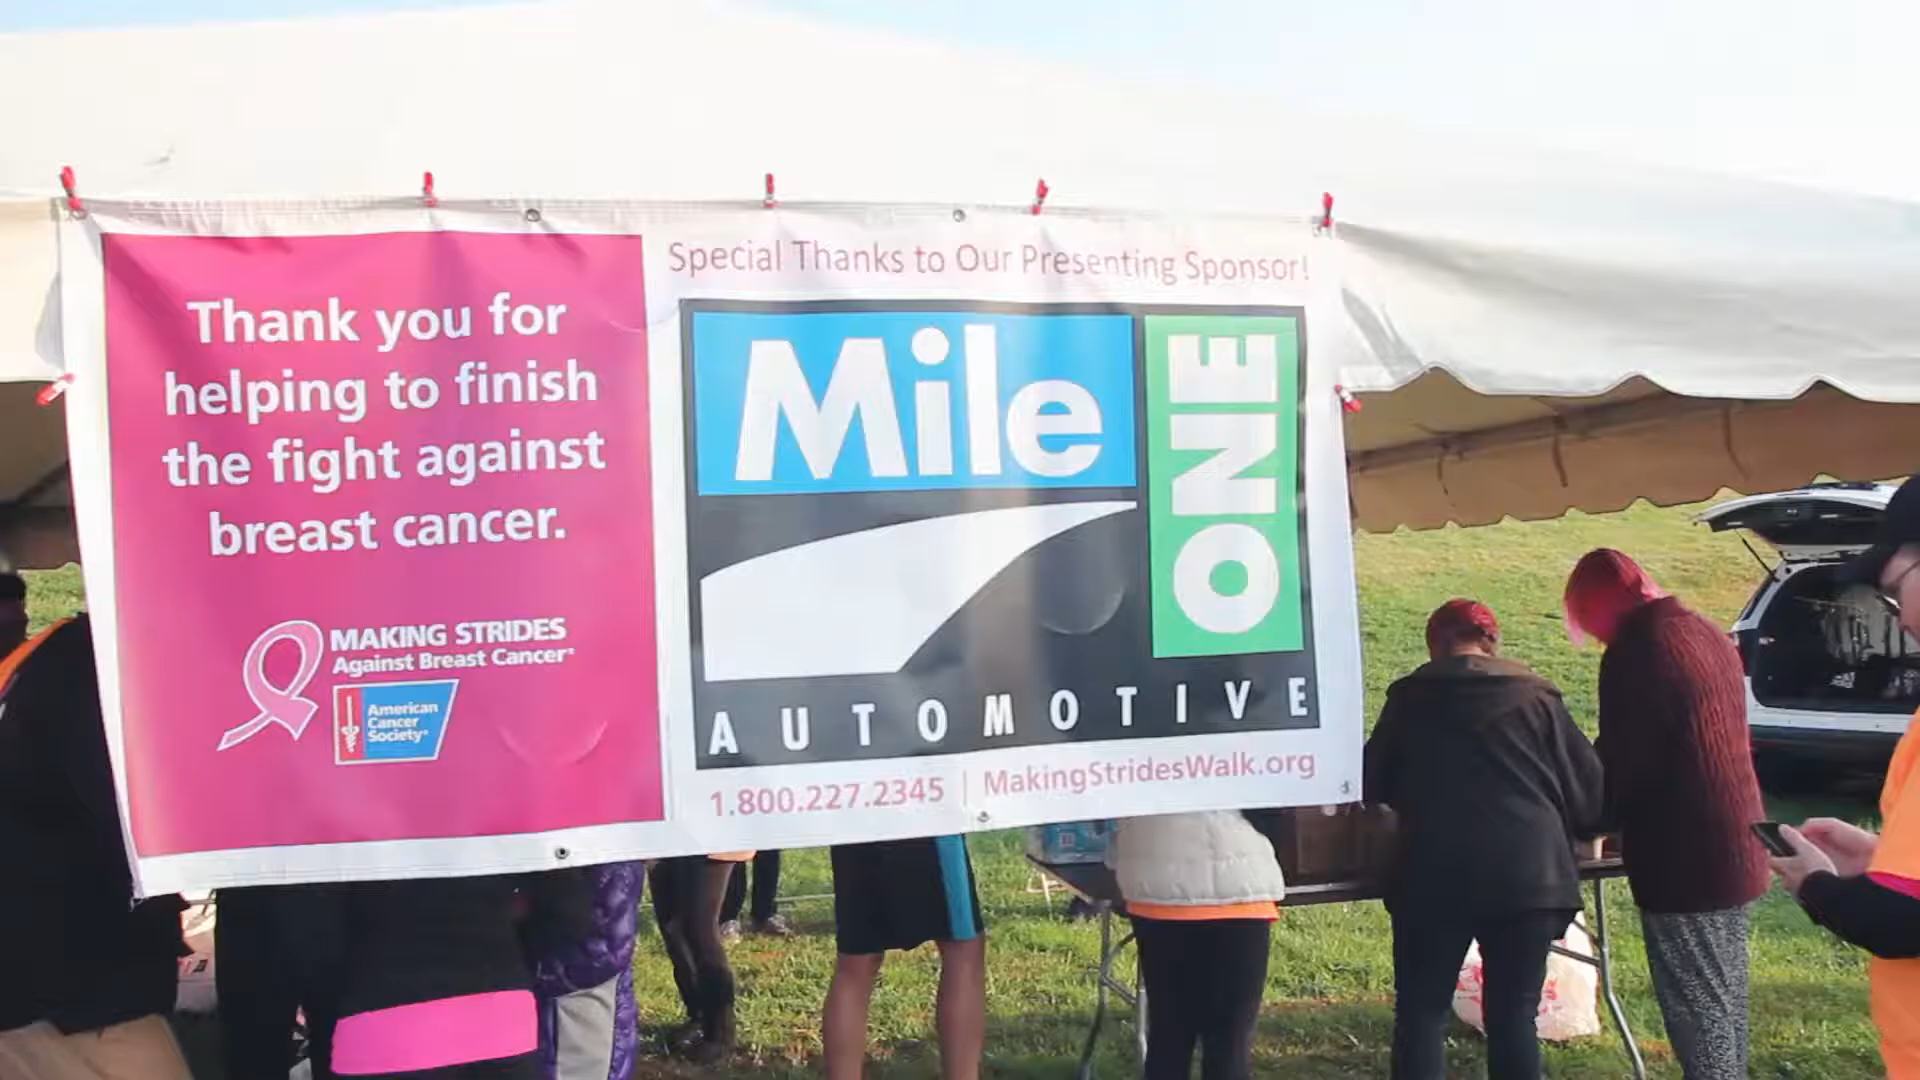 Thank you for
helping to finish
the fight against
breast cancer.
MAKING STRIDES
Against Breast Cancer®
American
Cancer
Society®
Special Thanks to Our Presenting Sponsor!
Mile
ONE
AUTOMOTIVE
1.800.227.2345 | MakingStridesWalk.org